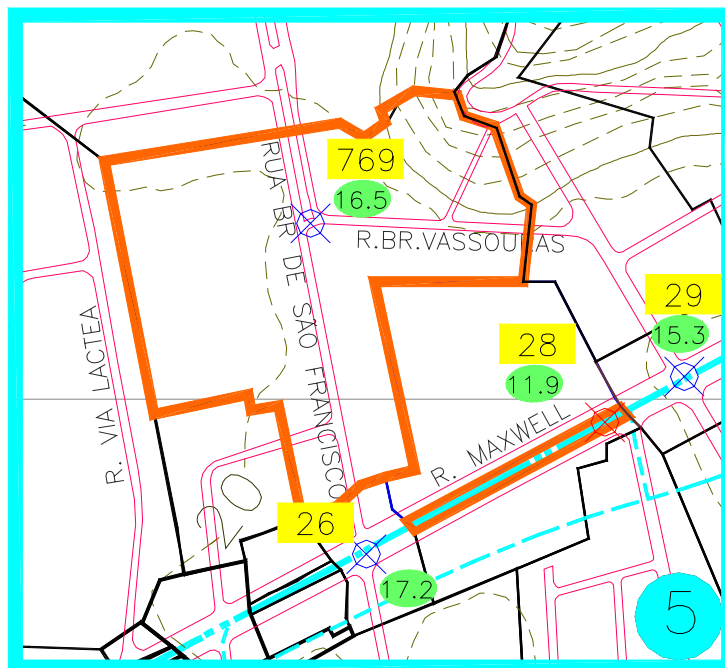 769
16.5
RUA BR DE SÃO FRANCISCO
R.BR.VASSOURAS
29
15.3
28
11.9
R. VIA LACTEA
R. MAXWELL
20
26
17.2
5